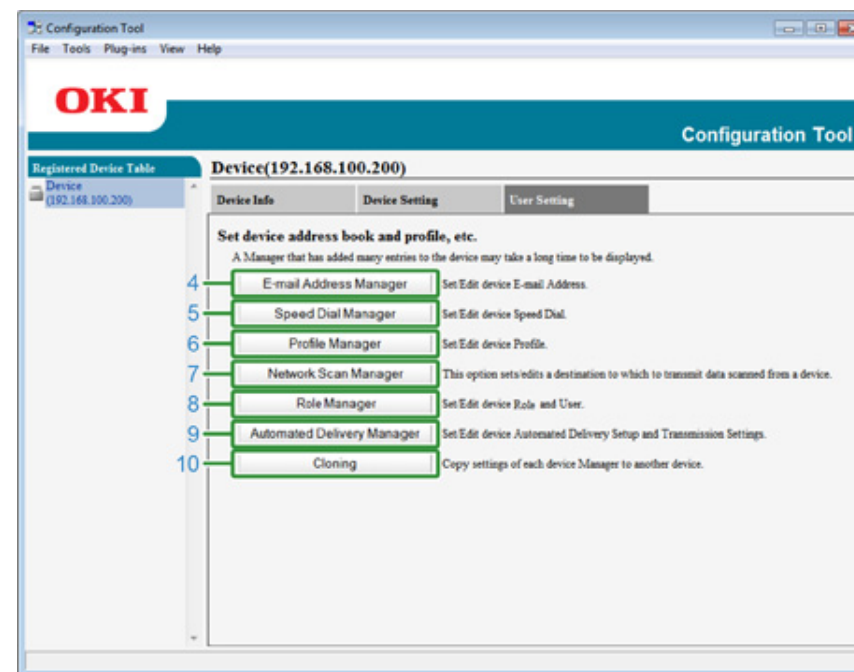 Configuration Tool
File Tools Plug-ins View Help
OKI
Configuration Tool
Registered Device Table
Device
(192.168.100.200)
Device(192.168.100.200)
Device Info Device Setting User Setting
Set device address book and profile, etc.
A Manager that has added many entries to the device may take a long time to be displayed.
4 E-mail Address Manager Set/Edit device E-mail Address.
5 Speed Dial Manager Set/Edit device Speed Dial.
6 Profile Manager Set/Edit device Profile.
7 Network Scan Manager This option sets/edits a destination to which to transmit data scanned from a device.
8 Role Manager Set/Edit device Role and User.
9 Automated Delivery Manager Set/Edit device Automated Delivery Setup and Transmission Settings.
10 Cloning Copy settings of each device Manager to another device.